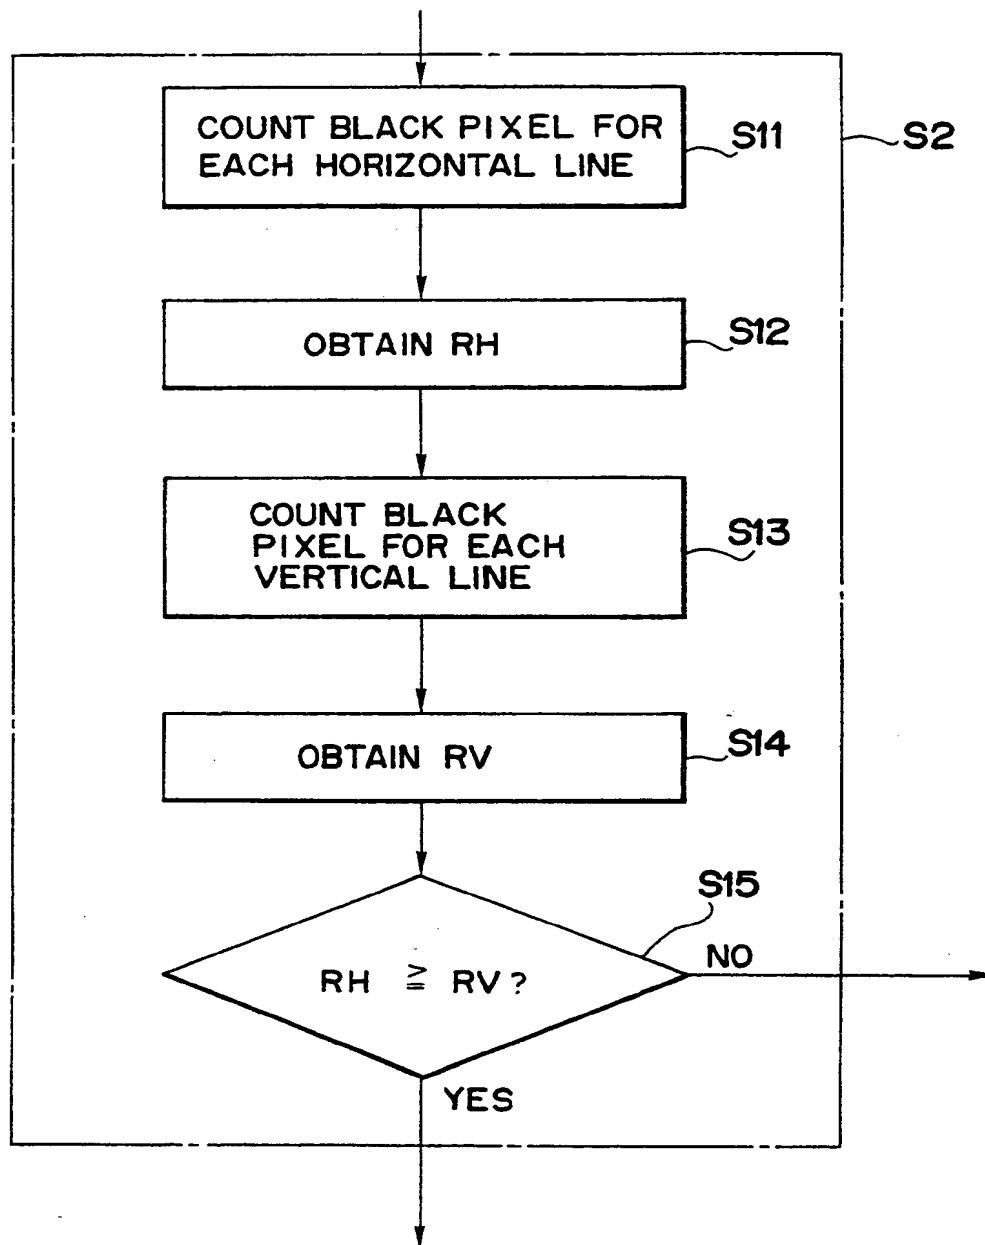 COUNT BLACK PIXEL FOR
EACH HORIZONTAL LINE
S11
S2
OBTAIN RH
S12
COUNT BLACK
PIXEL FOR EACH
VERTICAL LINE
S13
OBTAIN RV
S14
S15
RH ≧ RV?
NO
YES